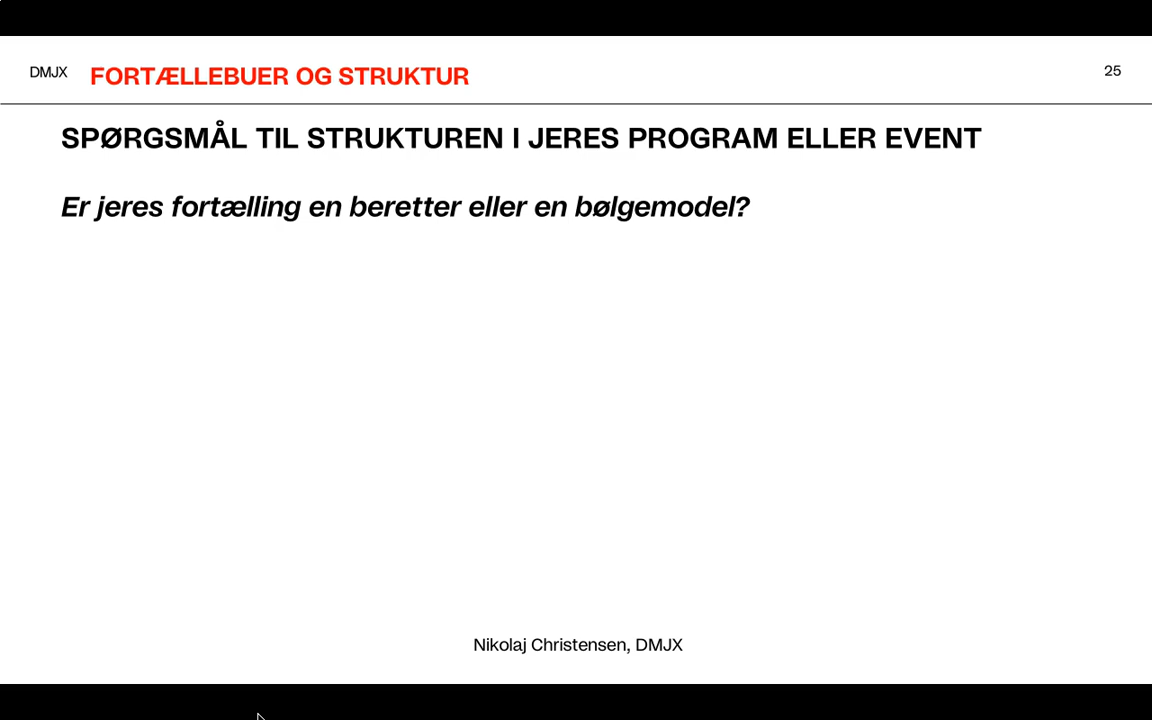 DMJX
FORTÆLLEBUER OG STRUKTUR
25
SPØRGSMÅL TIL STRUKTUREN I JERES PROGRAM ELLER EVENT
Er jeres fortælling en beretter eller en bølgemodel?
Nikolaj Christensen, DMJX